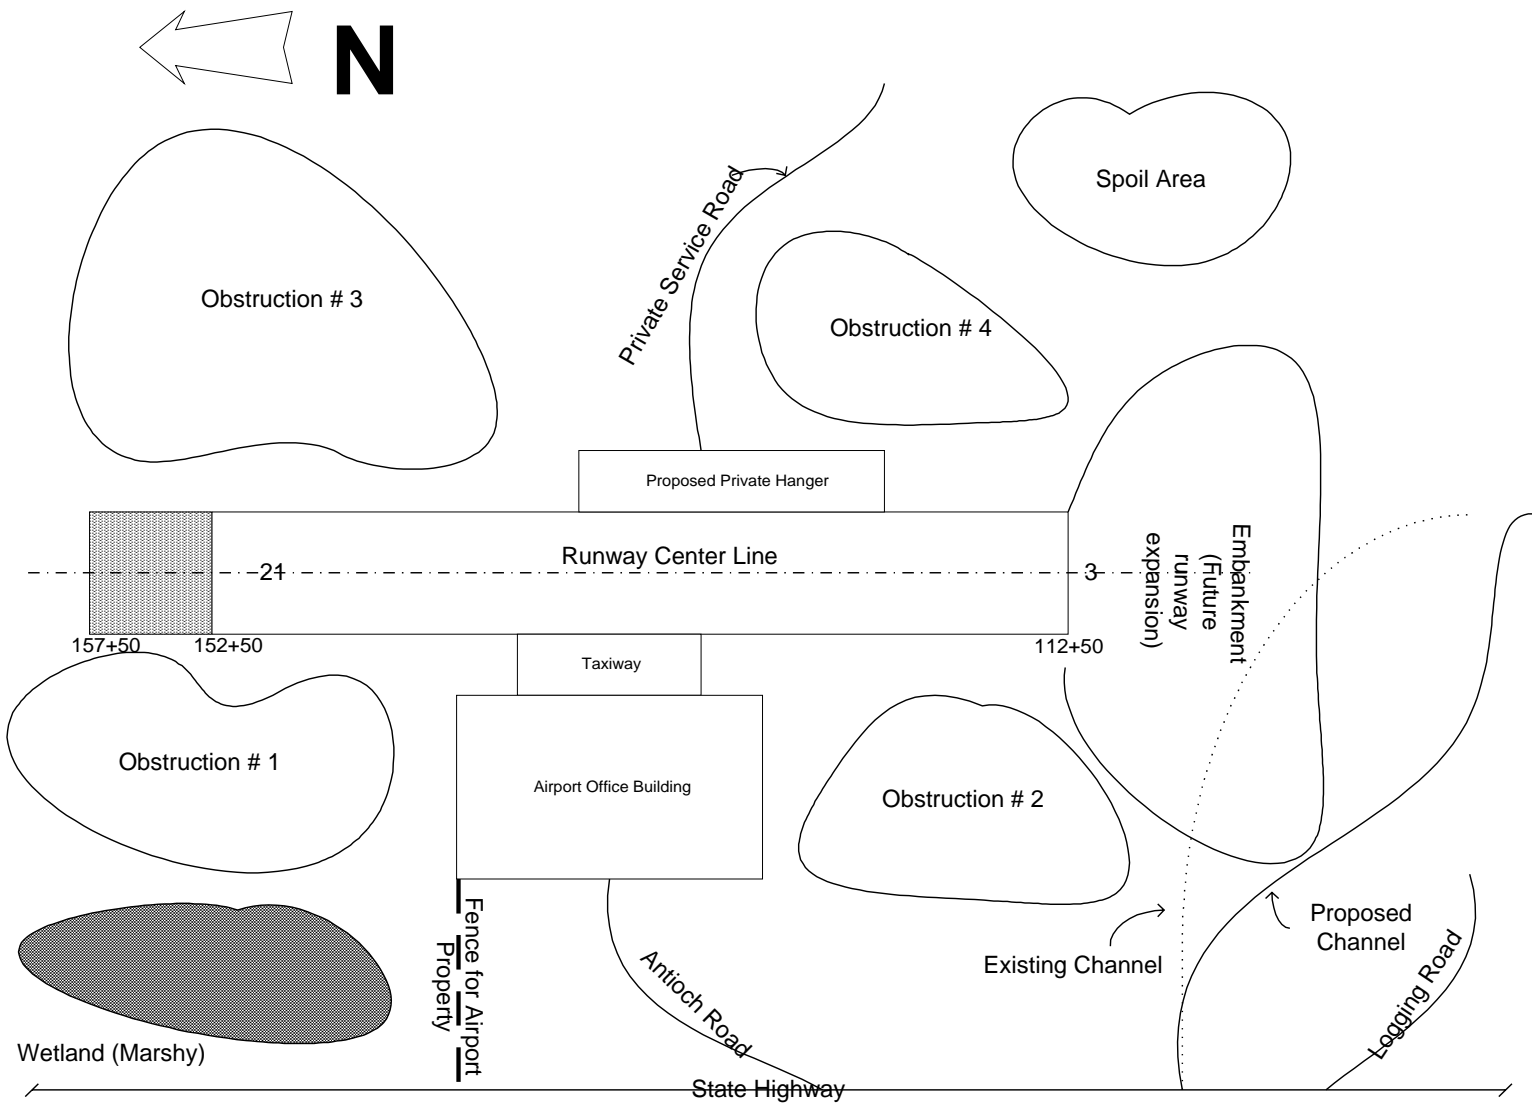 N
Spoil Area
Private Service Road
Obstruction # 3
Obstruction # 4
Proposed Private Hanger
Runway Center Line
21
3
Embankment
(Future
runway
expansion)
157+50
152+50
112+50
Taxiway
Obstruction # 1
Airport Office Building
Obstruction # 2
Fence for Airport
Property
Antioch Road
Existing Channel
Proposed
Channel
Logging Road
Wetland (Marshy)
State Highway